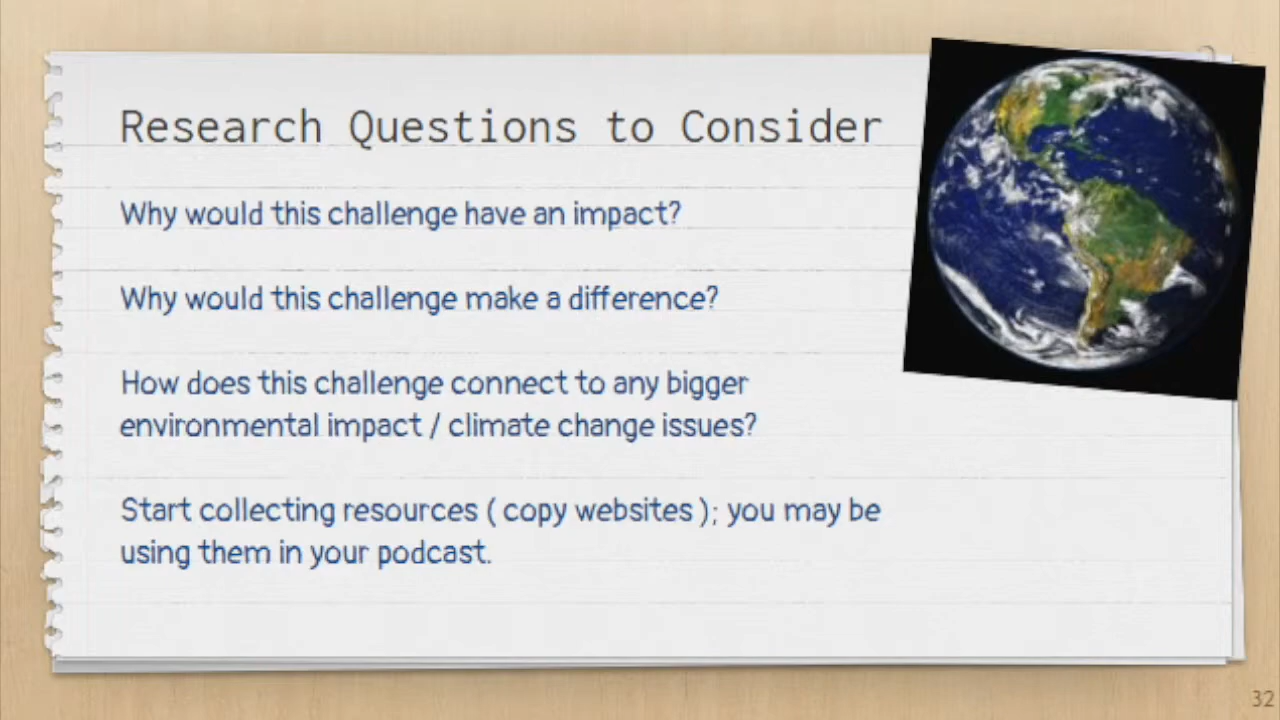 Research Questions to Consider
Why would this challenge have an impact?
Why would this challenge make a difference?
How does this challenge connect to any bigger
environmental impact / climate change issues?
Start collecting resources ( copy websites ); you may be
using them in your podcast.
32